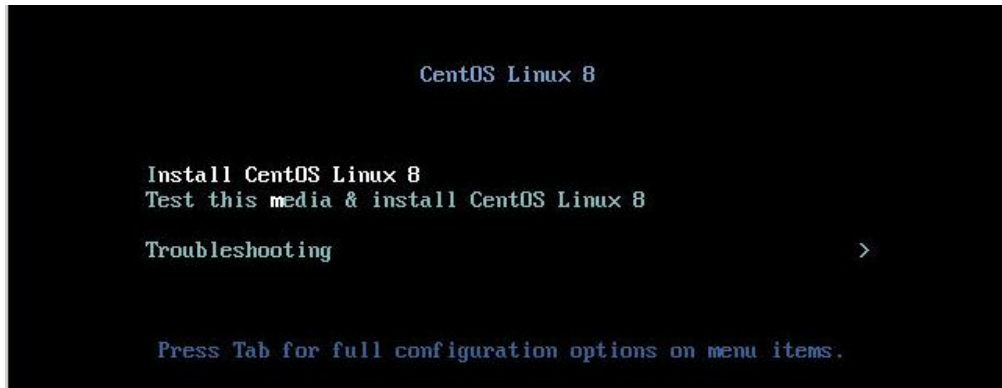 CentOS Linux 8
Install CentOS Linux 8
Test this media & install CentOS Linux 8
Troubleshooting >
Press Tab for full configuration options on menu items.